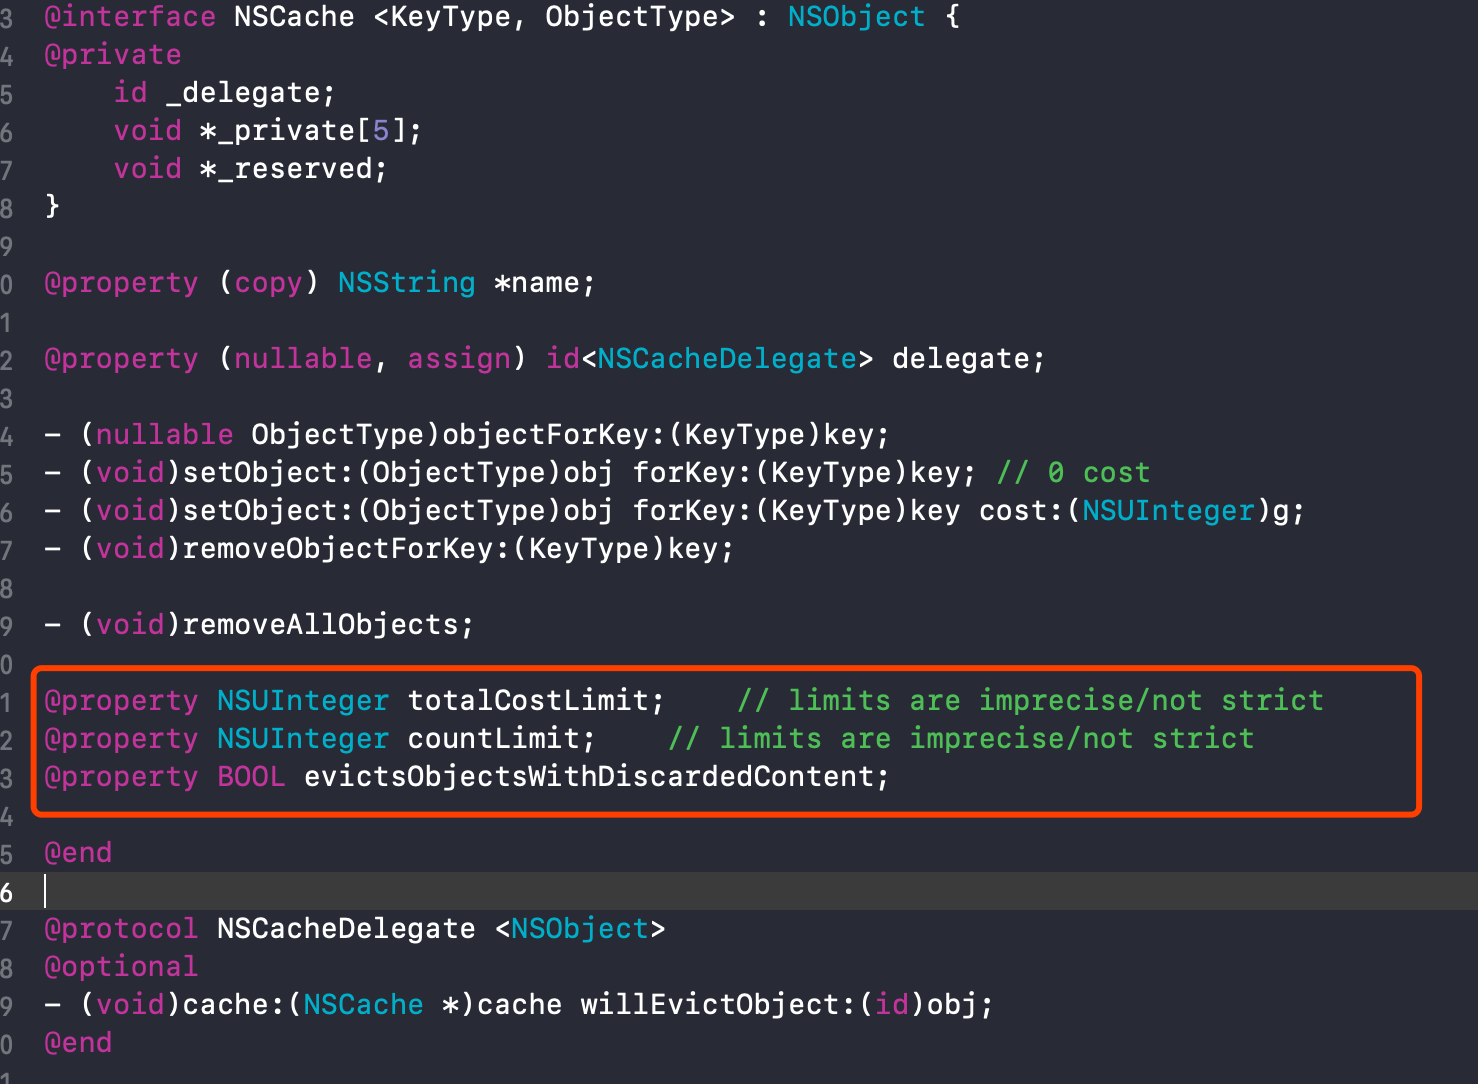 3 @interface NSCache <KeyType, ObjectType> : NSObject {
4 @private
5     id _delegate;
6     void *_private[5];
7     void *_reserved;
8 }
9
0 @property (copy) NSString *name;
1
2 @property (nullable, assign) id<NSCacheDelegate> delegate;
3
4 - (nullable ObjectType)objectForKey:(KeyType)key;
5 - (void)setObject:(ObjectType)obj forKey:(KeyType)key; // 0 cost
6 - (void)setObject:(ObjectType)obj forKey:(KeyType)key cost:(NSUInteger)g;
7 - (void)removeObjectForKey:(KeyType)key;
8
9 - (void)removeAllObjects;
0
1 @property NSUInteger totalCostLimit;    // limits are imprecise/not strict
2 @property NSUInteger countLimit;    // limits are imprecise/not strict
3 @property BOOL evictsObjectsWithDiscardedContent;
4
5 @end
6
7 @protocol NSCacheDelegate <NSObject>
8 @optional
9 - (void)cache:(NSCache *)cache willEvictObject:(id)obj;
0 @end
1